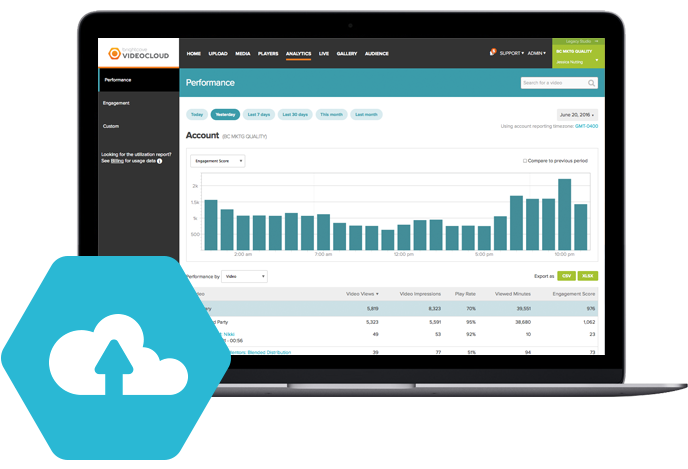 brightcove
VIDEOCLOUD
HOME UPLOAD MEDIA PLAYERS ANALYTICS LIVE GALLERY AUDIENCE
SUPPORT ADMIN
BC MKTG QUALITY
Performance
Performance
Search for a video
Engagement
Custom
Looking for the utilization report?
See Billing for usage data
Today Yesterday Last 7 days Last 30 days This month Last month
June 20, 2016
Account (BC MKTG QUALITY)
Using account reporting timezone: GMT-0400
Engagement Score
Compare to previous period
2k
1.5k
1k
500
2:00 am 7:00 am 12:00 pm 5:00 pm 10:00 pm
Performance by Video
Export as CSV XLSX
Video Views Video Impressions Play Rate Viewed Minutes Engagement Score
5,819 8,323 70% 39,551 976
d Party 5,323 5,591 95% 38,680 1,062
Nikki 49 53 92% 10 23
- 00:56
Blended Distribution 39 77 51% 94 73